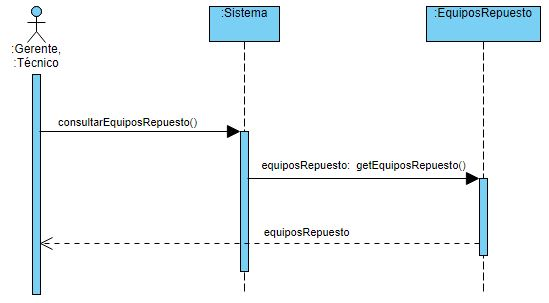 :Sistema
:EquiposRepuesto
:Gerente,
:Técnico
consultarEquiposRepuesto()
equiposRepuesto: getEquiposRepuesto()
equiposRepuesto